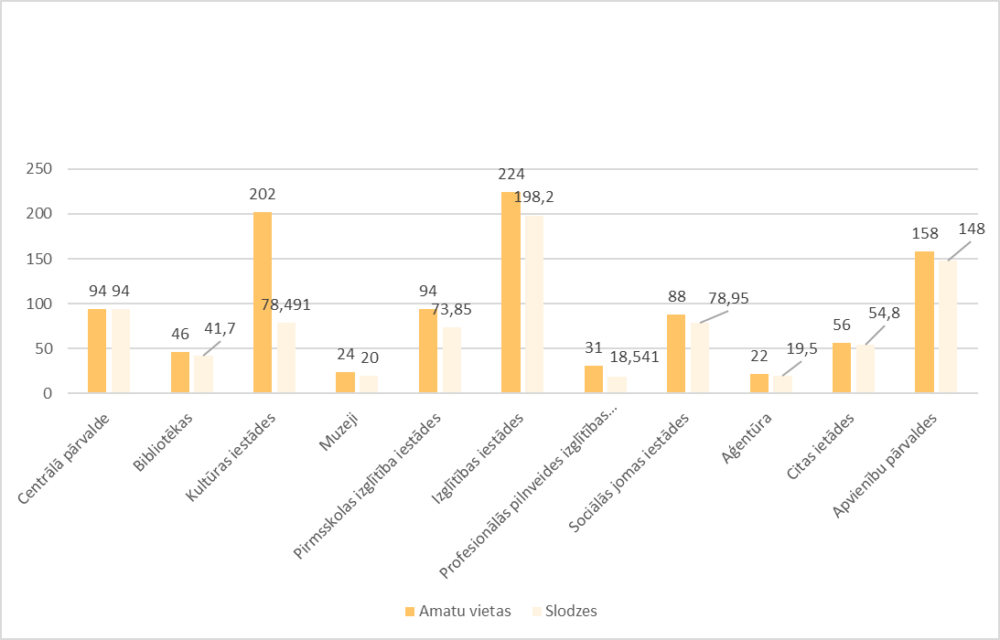 250
200
150
100
50
0
94
94
46
41,7
202
78,491
24
20
94
73,85
224
198,2
31
18,541
88
78,95
22
19,5
56
54,8
158
148
Centrālā pārvalde
Bibliotēkas
Kultūras iestādes
Muzeji
Pirmsskolas izglītība iestādes
Izglītības iestādes
Profesionālās pilnveides izglītības...
Sociālās jomas iestādes
Aģentūra
Citas ietādes
Apvienību pārvaldes
Amatu vietas
Slodzes